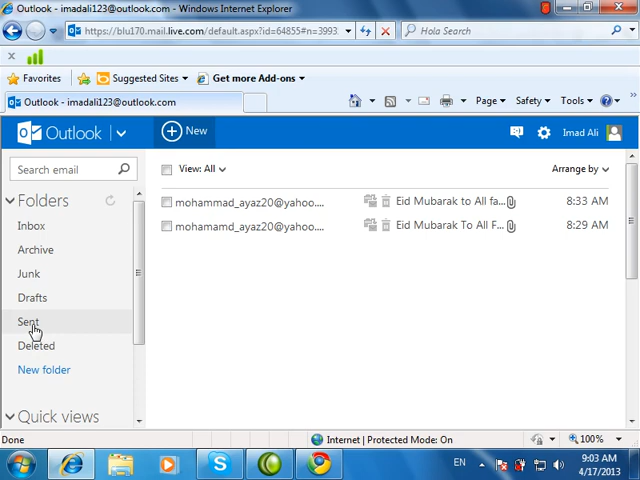 Outlook - imadali123@outlook.com - Windows Internet Explorer
https://blu170.mail.live.com/default.aspx?id=64855#n=3993
Hola Search
Favorites Suggested Sites Get more Add-ons
Outlook - imadali123@outlook.com
Page Safety Tools
Outlook New Imad Ali
Search email View: All Arrange by
Folders
mohammad_ayaz20@yahoo.... Eid Mubarak to All fa... 8:33 AM
Inbox mohamamd_ayaz20@yahoo.... Eid Mubarak To All F... 8:29 AM
Archive
Junk
Drafts
Sent
Deleted
New folder
Quick views
Done Internet | Protected Mode: On 100%
EN 9:03 AM
4/17/2013